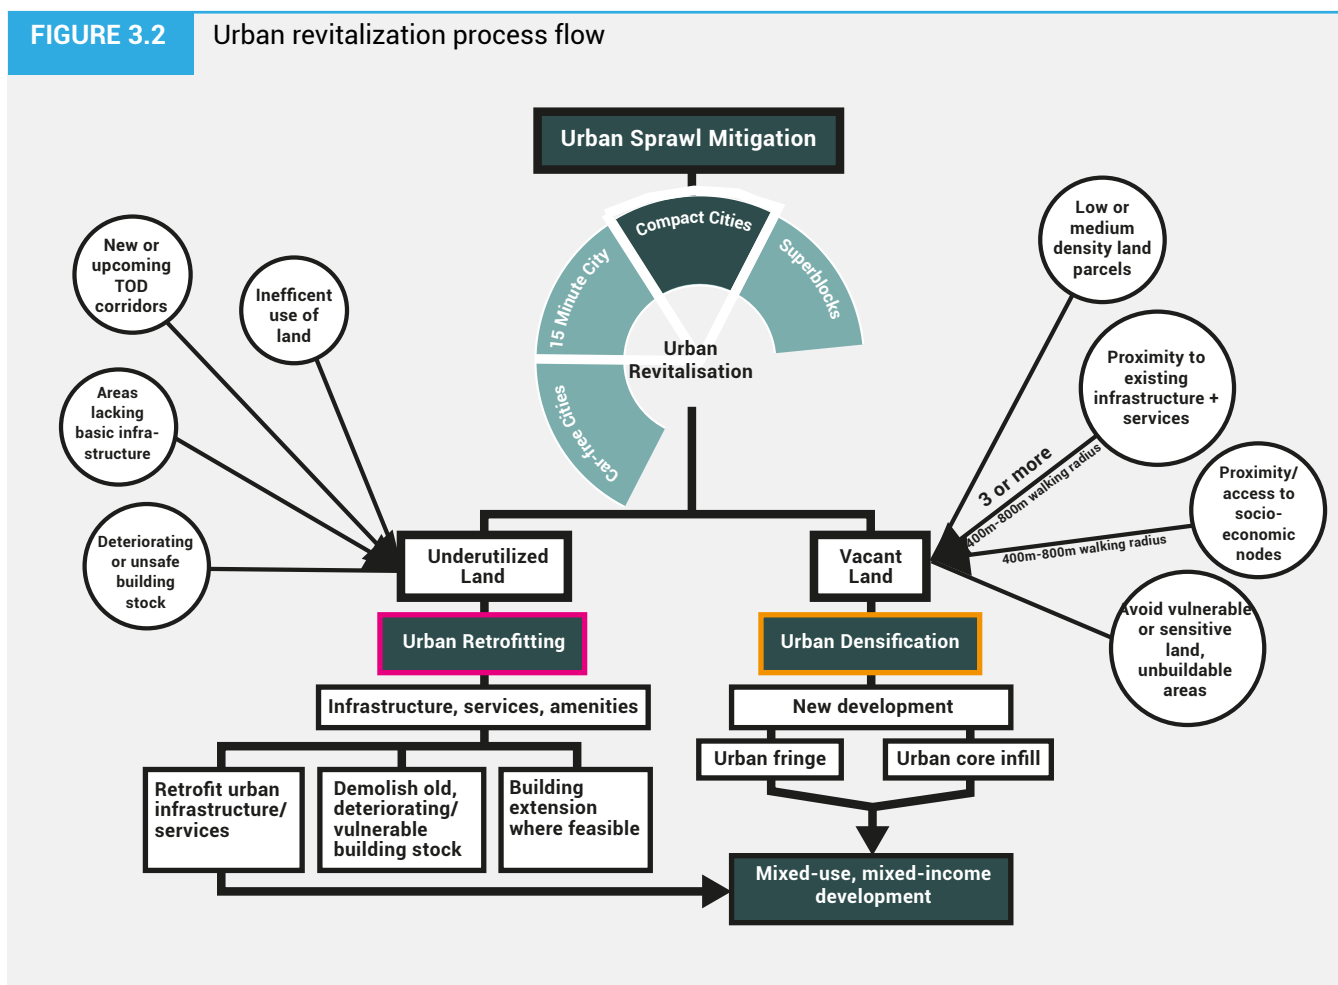 FIGURE 3.2
Urban revitalization process flow
Urban Sprawl Mitigation
Compact Cities
15 Minute City
Superblocks
Car-free Cities
Urban
Revitalisation
New or
upcoming
TOD
corridors
Inefficent
use of
land
Areas
lacking
basic infra-
structure
Deteriorating
or unsafe
building
stock
Low or
medium
density land
parcels
Proximity to
existing
infrastructure +
services
3 or more
400m-800m walking radius
Proximity/
access to
socio-
economic
nodes
400m-800m walking radius
Avoid vulnerable
or sensitive
land,
unbuildable
areas
Underutilized
Land
Vacant
Land
Urban Retrofitting
Urban Densification
Infrastructure, services, amenities
New development
Urban fringe
Urban core infill
Retrofit urban
infrastructure/
services
Demolish old,
deteriorating/
vulnerable
building stock
Building
extension
where feasible
Mixed-use, mixed-income
development